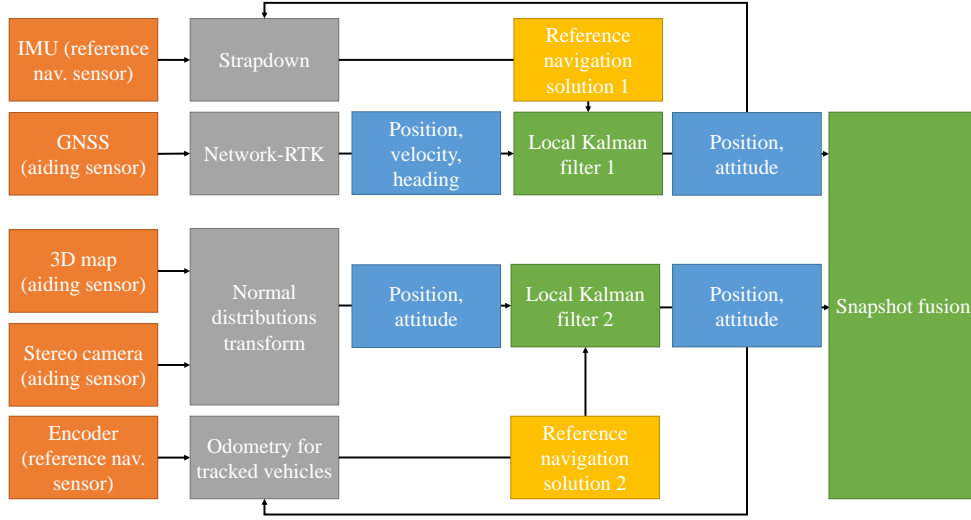 IMU (reference
nav. sensor)
Strapdown
Reference
navigation
solution 1
GNSS
(aiding sensor)
Network-RTK
Position,
velocity,
heading
Local Kalman
filter 1
Position,
attitude
3D map
(aiding sensor)
Normal
distributions
transform
Position,
attitude
Local Kalman
filter 2
Position,
attitude
Snapshot fusion
Stereo camera
(aiding sensor)
Encoder
(reference nav.
sensor)
Odometry for
tracked vehicles
Reference
navigation
solution 2